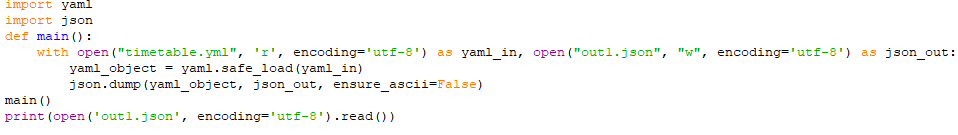 import yaml
import json
def main():
    with open("timetable.yml", 'r', encoding='utf-8') as yaml_in, open("out1.json", "w", encoding='utf-8') as json_out:
        yaml_object = yaml.safe_load(yaml_in)
        json.dump(yaml_object, json_out, ensure_ascii=False)
main()
print(open('out1.json', encoding='utf-8').read())